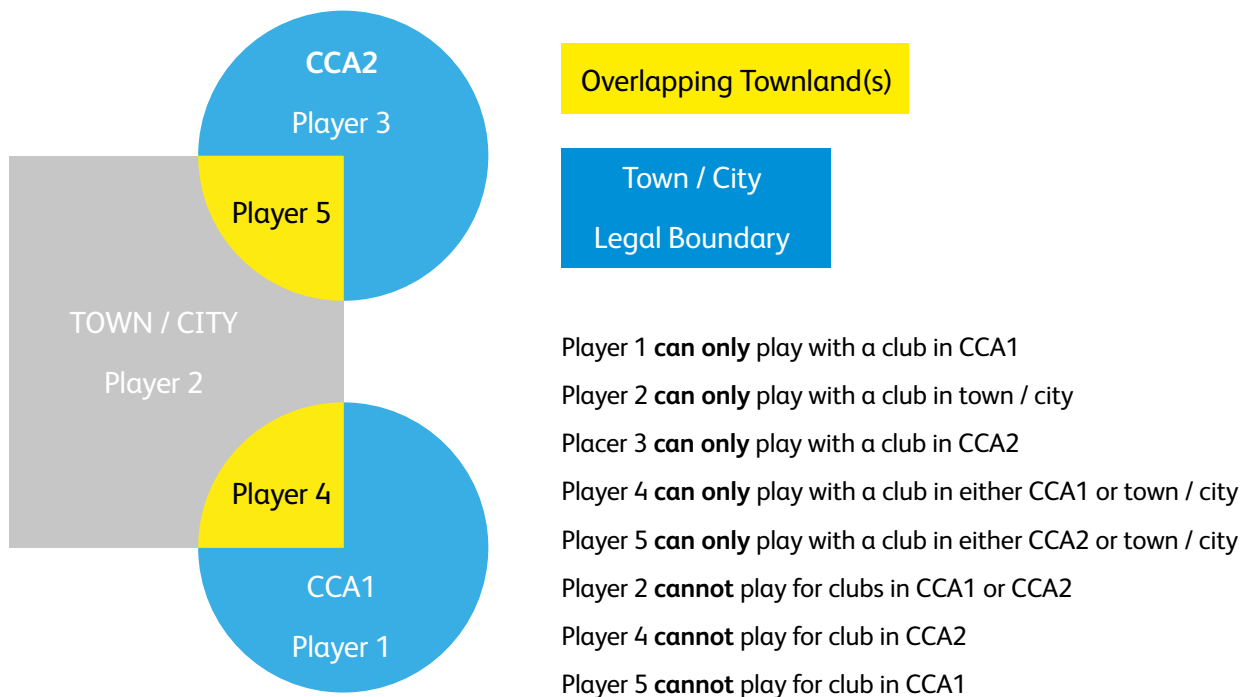 CCA2
Player 3
Player 5
TOWN / CITY
Player 2
Player 4
CCA1
Player 1
Overlapping Townland(s)
Town / City
Legal Boundary
Player 1 can only play with a club in CCA1
Player 2 can only play with a club in town / city
Placer 3 can only play with a club in CCA2
Player 4 can only play with a club in either CCA1 or town / city
Player 5 can only play with a club in either CCA2 or town / city
Player 2 cannot play for clubs in CCA1 or CCA2
Player 4 cannot play for club in CCA2
Player 5 cannot play for club in CCA1